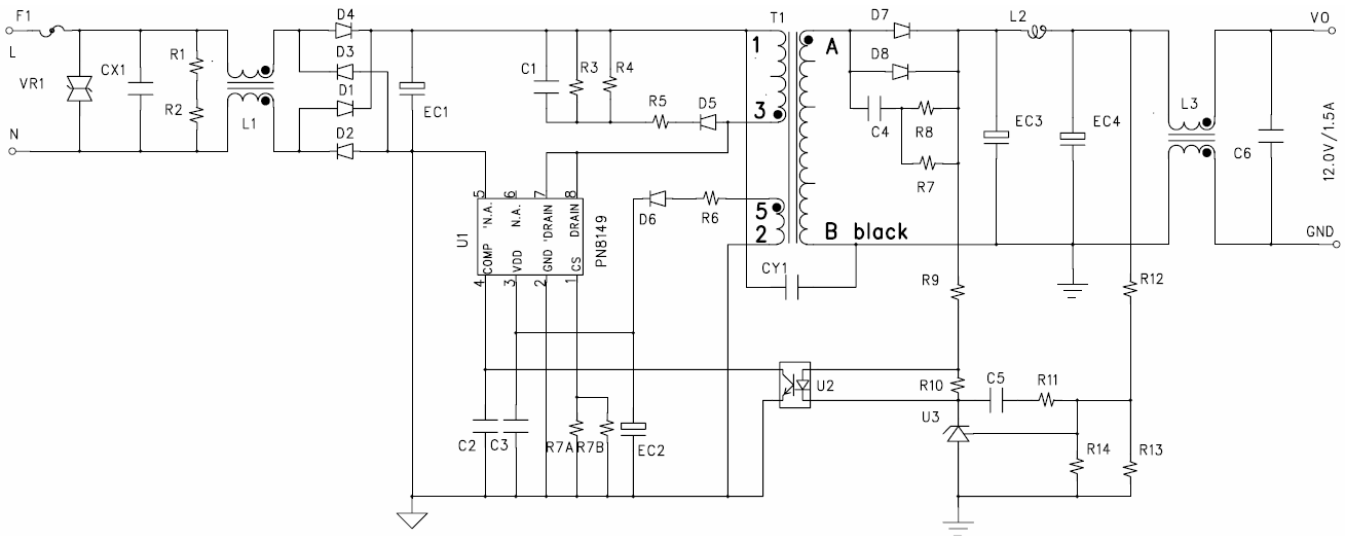 F1
L
VR1
CX1
R1
R2
L1
D4
D3
D1
D2
EC1
C1
R3
R4
R5
D5
T1
1
3
5
2
A
B black
D7
D8
C4
R8
R7
L2
EC3
EC4
L3
C6
VO
12.0V/1.5A
GND
N
5
6
7
8
'N.A.
N.A.
'DRAIN
DRAIN
U1
PN8149
COMP
VDD
GND
CS
4
3
2
1
D6
R6
CY1
R9
R12
U2
R10
C5
R11
U3
R14
R13
C2
C3
R7A
R7B
EC2